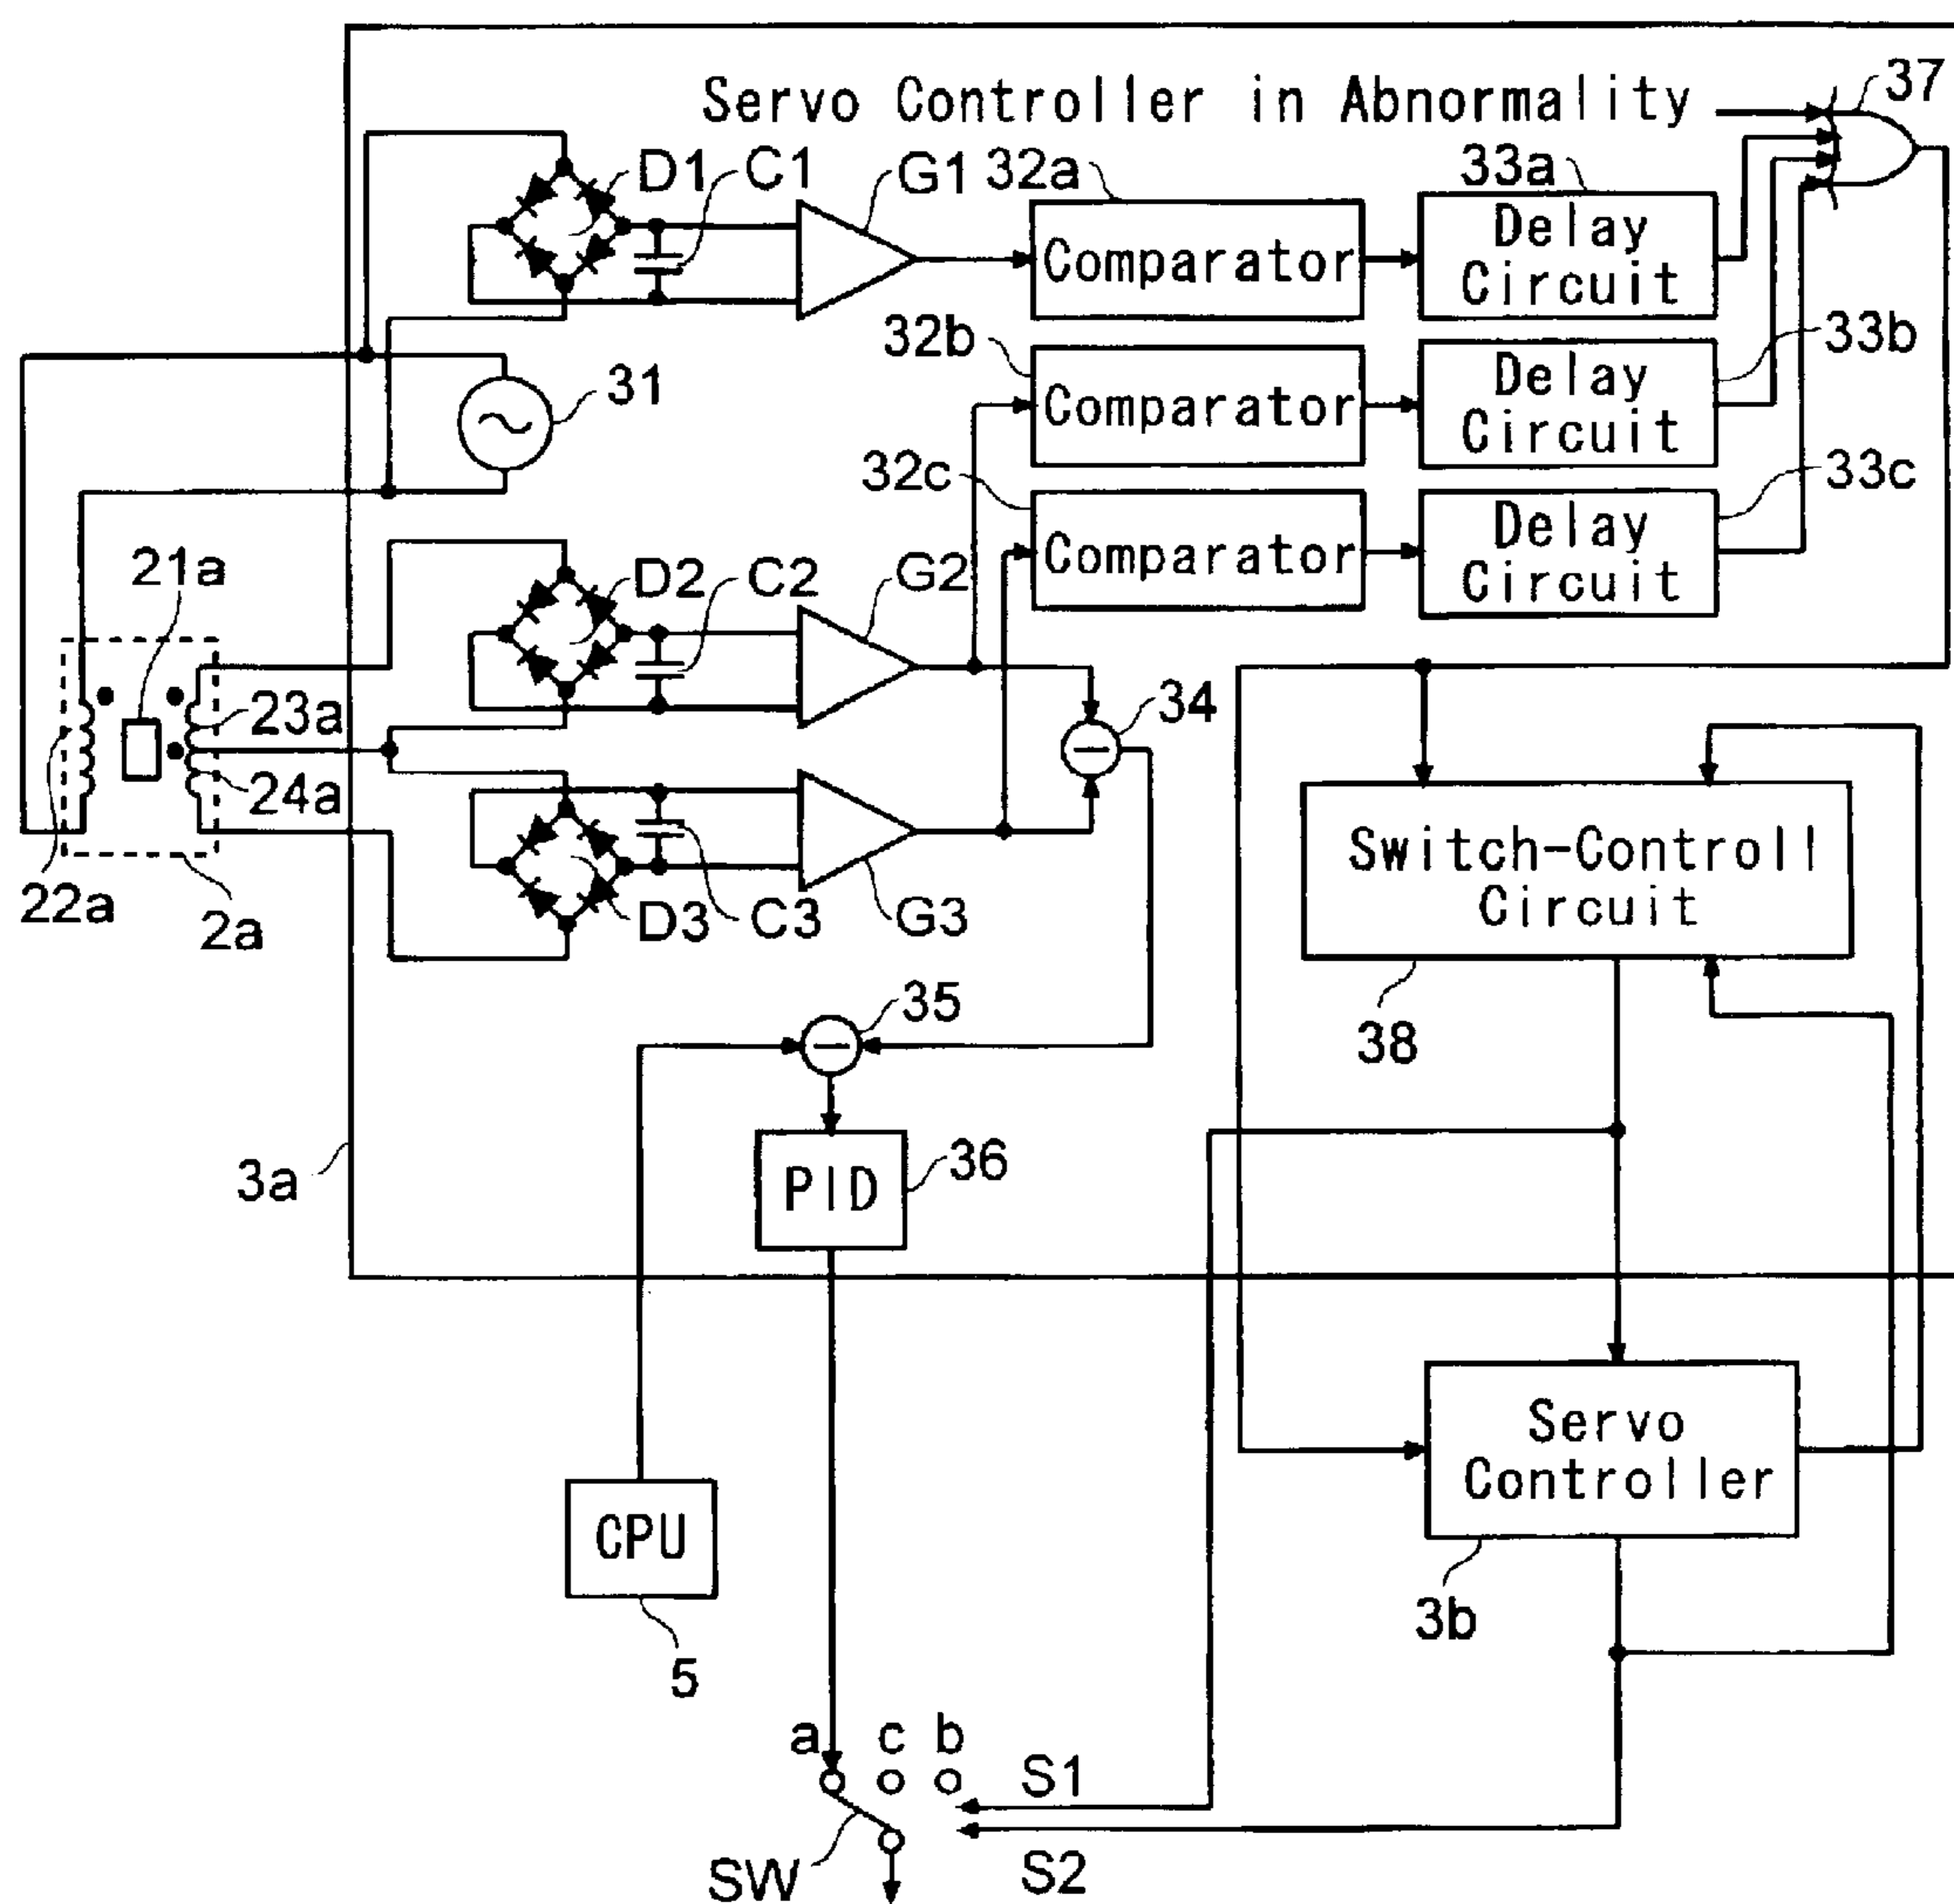 Servo Controller in Abnormality
37
D1
C1
G1
32a
33a
Comparator
Delay
Circuit
32b
33b
31
Comparator
Delay
Circuit
32c
33c
Comparator
Delay
Circuit
21a
D2
C2
G2
23a
34
24a
22a
2a
D3
C3
G3
Switch-Controll
Circuit
38
35
3a
PID
36
Servo
Controller
3b
CPU
5
a
c
b
S1
SW
S2